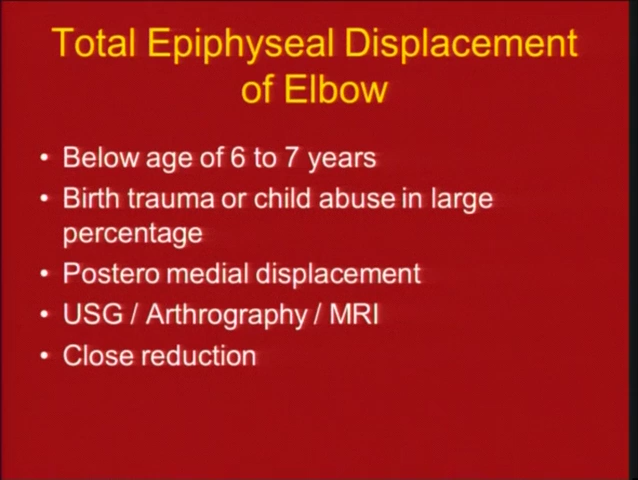 Total Epiphyseal Displacement
of Elbow
• Below age of 6 to 7 years
• Birth trauma or child abuse in large
percentage
• Postero medial displacement
• USG / Arthrography / MRI
• Close reduction